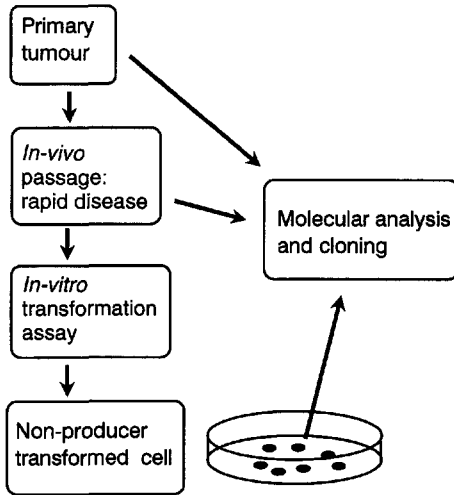 Primary
tumour
In-vivo
passage:
rapid disease
Molecular analysis
and cloning
In-vitro
transformation
assay
Non-producer
transformed cell